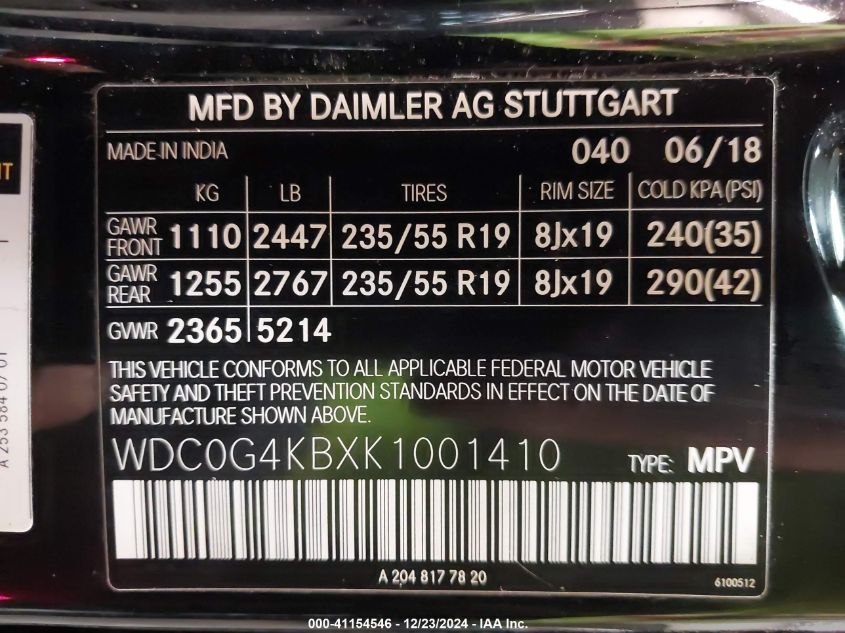 MFD BY DAIMLER AG STUTTGART
MADE IN INDIA 040 06/18
KG LB TIRES RIM SIZE COLD KPA(PSI)
GAWR FRONT 1110 2447 235/55 R19 8Jx19 240(35)
GAWR REAR 1255 2767 235/55 R19 8Jx19 290(42)
GVWR 2365 5214
THIS VEHICLE CONFORMS TO ALL APPLICABLE FEDERAL MOTOR VEHICLE
SAFETY AND THEFT PREVENTION STANDARDS IN EFFECT ON THE DATE OF
MANUFACTURE SHOWN ABOVE.
WDC0G4KBXK1001410 TYPE: MPV
A 204 817 78 20
6100512
A 253 584 07 01
000-41154546 - 12/23/2024 - IAA Inc.